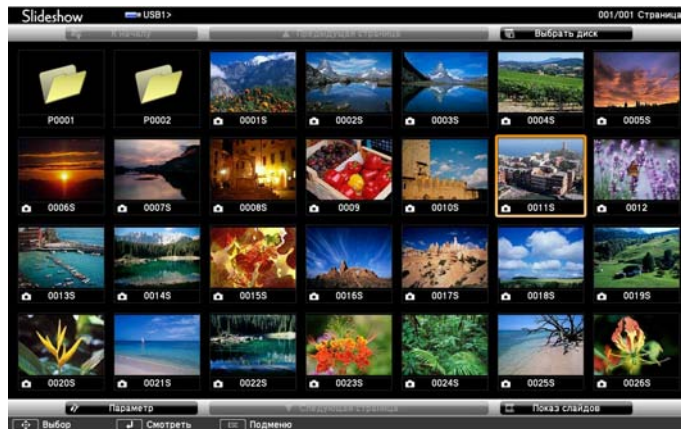 Slideshow USB1> 001/001 Страница
К началу Предыдущая страница Выбрать диск
P0001 P0002 0001S 0002S 0003S 0004S 0005S
0006S 0007S 0008S 0009 0010S 0011S 0012
0013S 0014S 0015S 0016S 0017S 0018S 0019S
0020S 0021S 0022S 0023S 0024S 0025S 0026S
Параметр Следующая страница Показ слайдов
Выбор Смотреть Esc Подменю